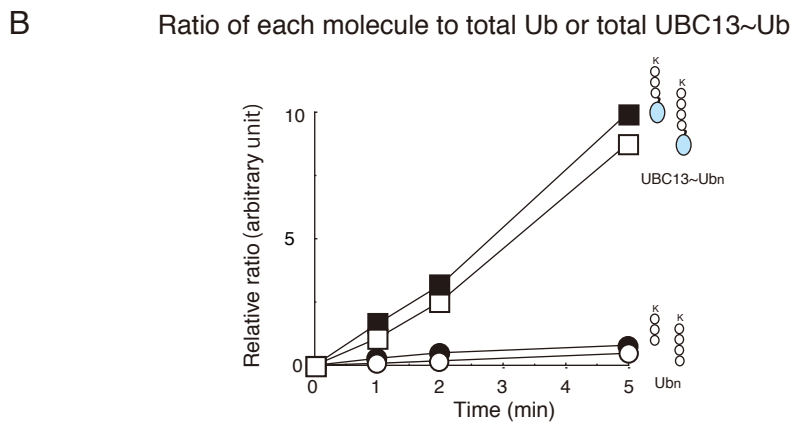 B
Ratio of each molecule to total Ub or total UBC13~Ub
K
K
10
UBC13~Ubn
Relative ratio (arbitrary unit)
5
K
K
0
Ubn
0 1 2 3 4 5
Time (min)